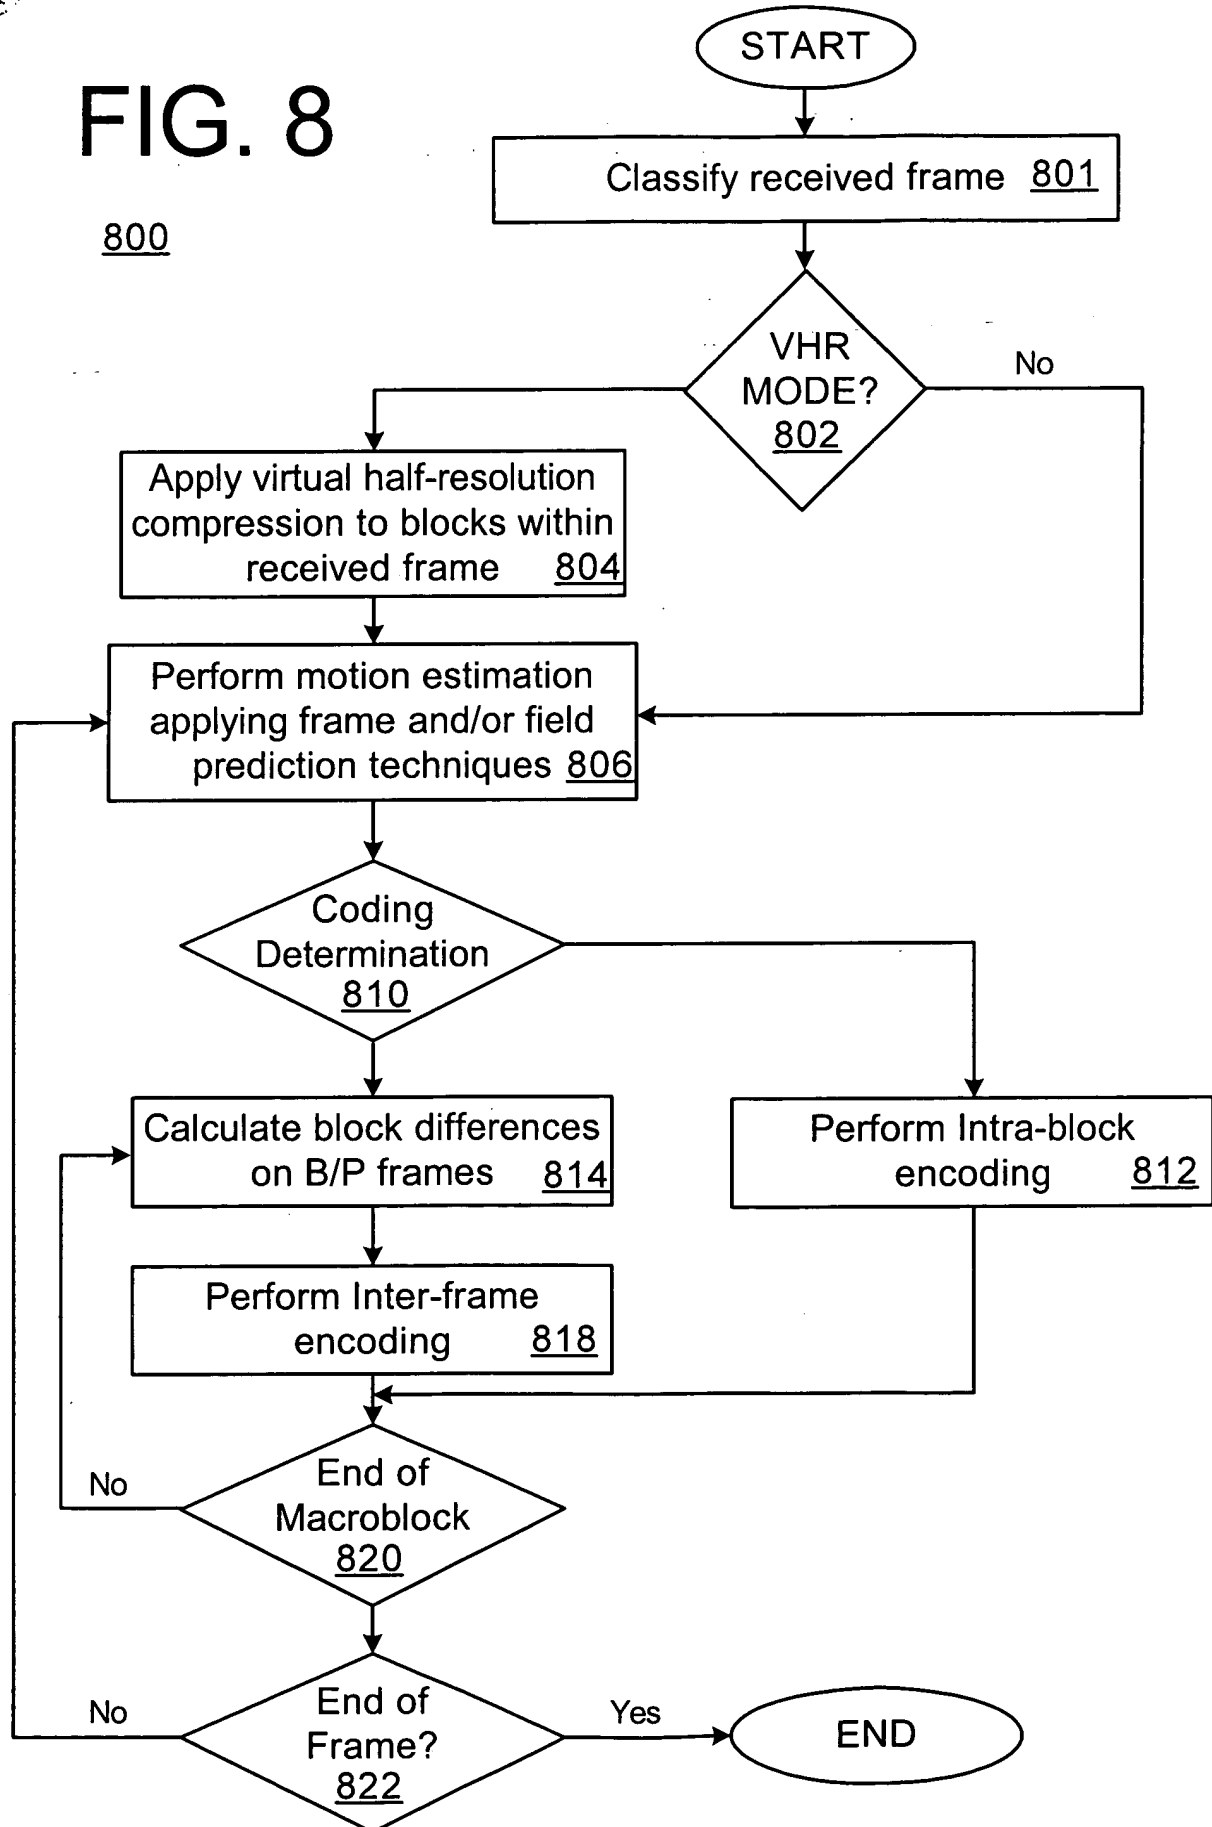 START
FIG. 8
Classify received frame 801
800
VHR
MODE?
802
No
Apply virtual half-resolution
compression to blocks within
received frame 804
Perform motion estimation
applying frame and/or field
prediction techniques 806
Coding
Determination
810
Calculate block differences
on B/P frames 814
Perform Intra-block
encoding 812
Perform Inter-frame
encoding 818
No
End of
Macroblock
820
No
End of
Frame?
822
Yes
END